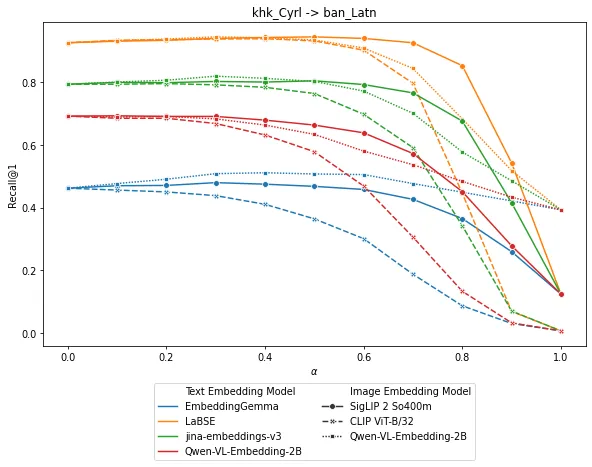 khk_Cyrl -> ban_Latn
Recall@1
0.8
0.6
0.4
0.2
0.0
0.0 0.2 0.4 0.6 0.8 1.0
α
Text Embedding Model Image Embedding Model
EmbeddingGemma SigLIP 2 So400m
LaBSE CLIP ViT-B/32
jina-embeddings-v3 Qwen-VL-Embedding-2B
Qwen-VL-Embedding-2B